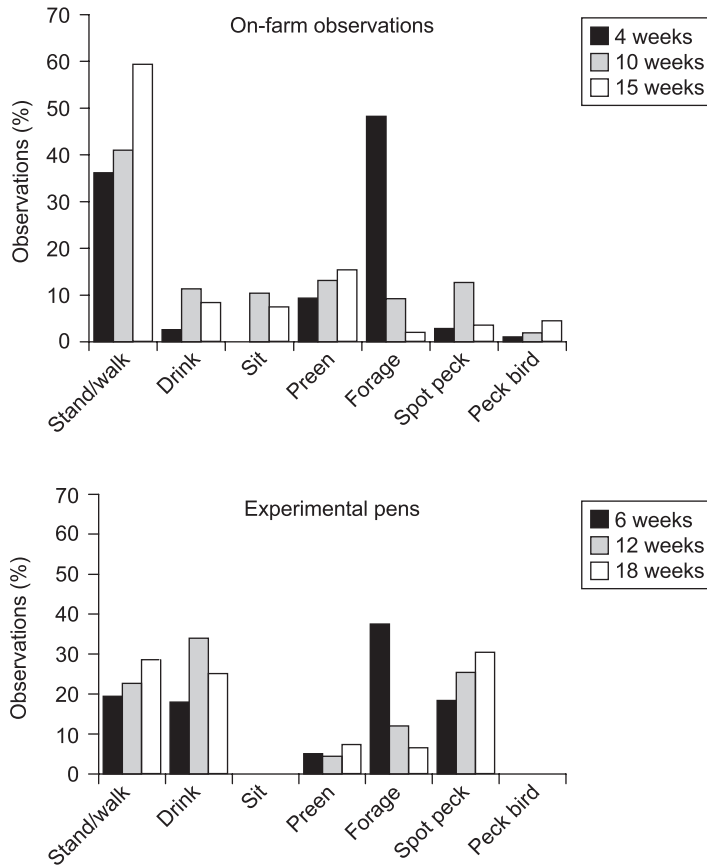 On-farm observations
4 weeks
10 weeks
15 weeks
Observations (%)
70
60
50
40
30
20
10
0
Stand/walk
Drink
Sit
Preen
Forage
Spot peck
Peck bird
Experimental pens
6 weeks
12 weeks
18 weeks
Observations (%)
70
60
50
40
30
20
10
0
Stand/walk
Drink
Sit
Preen
Forage
Spot peck
Peck bird